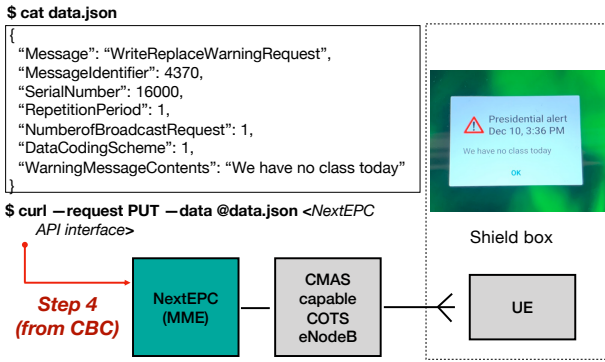 $ cat data.json
{
“Message”: “WriteReplaceWarningRequest”,
“MessageIdentifier”: 4370,
“SerialNumber”: 16000,
“RepetitionPeriod”: 1,
“NumberofBroadcastRequest”: 1,
“DataCodingScheme”: 1,
“WarningMessageContents”: “We have no class today”
}
$ curl —request PUT —data @data.json <NextEPC
API interface>
Presidential alert
Dec 10, 3:36 PM
We have no class today
OK
Shield box
Step 4
(from CBC)
NextEPC
(MME)
CMAS
capable
COTS
eNodeB
UE